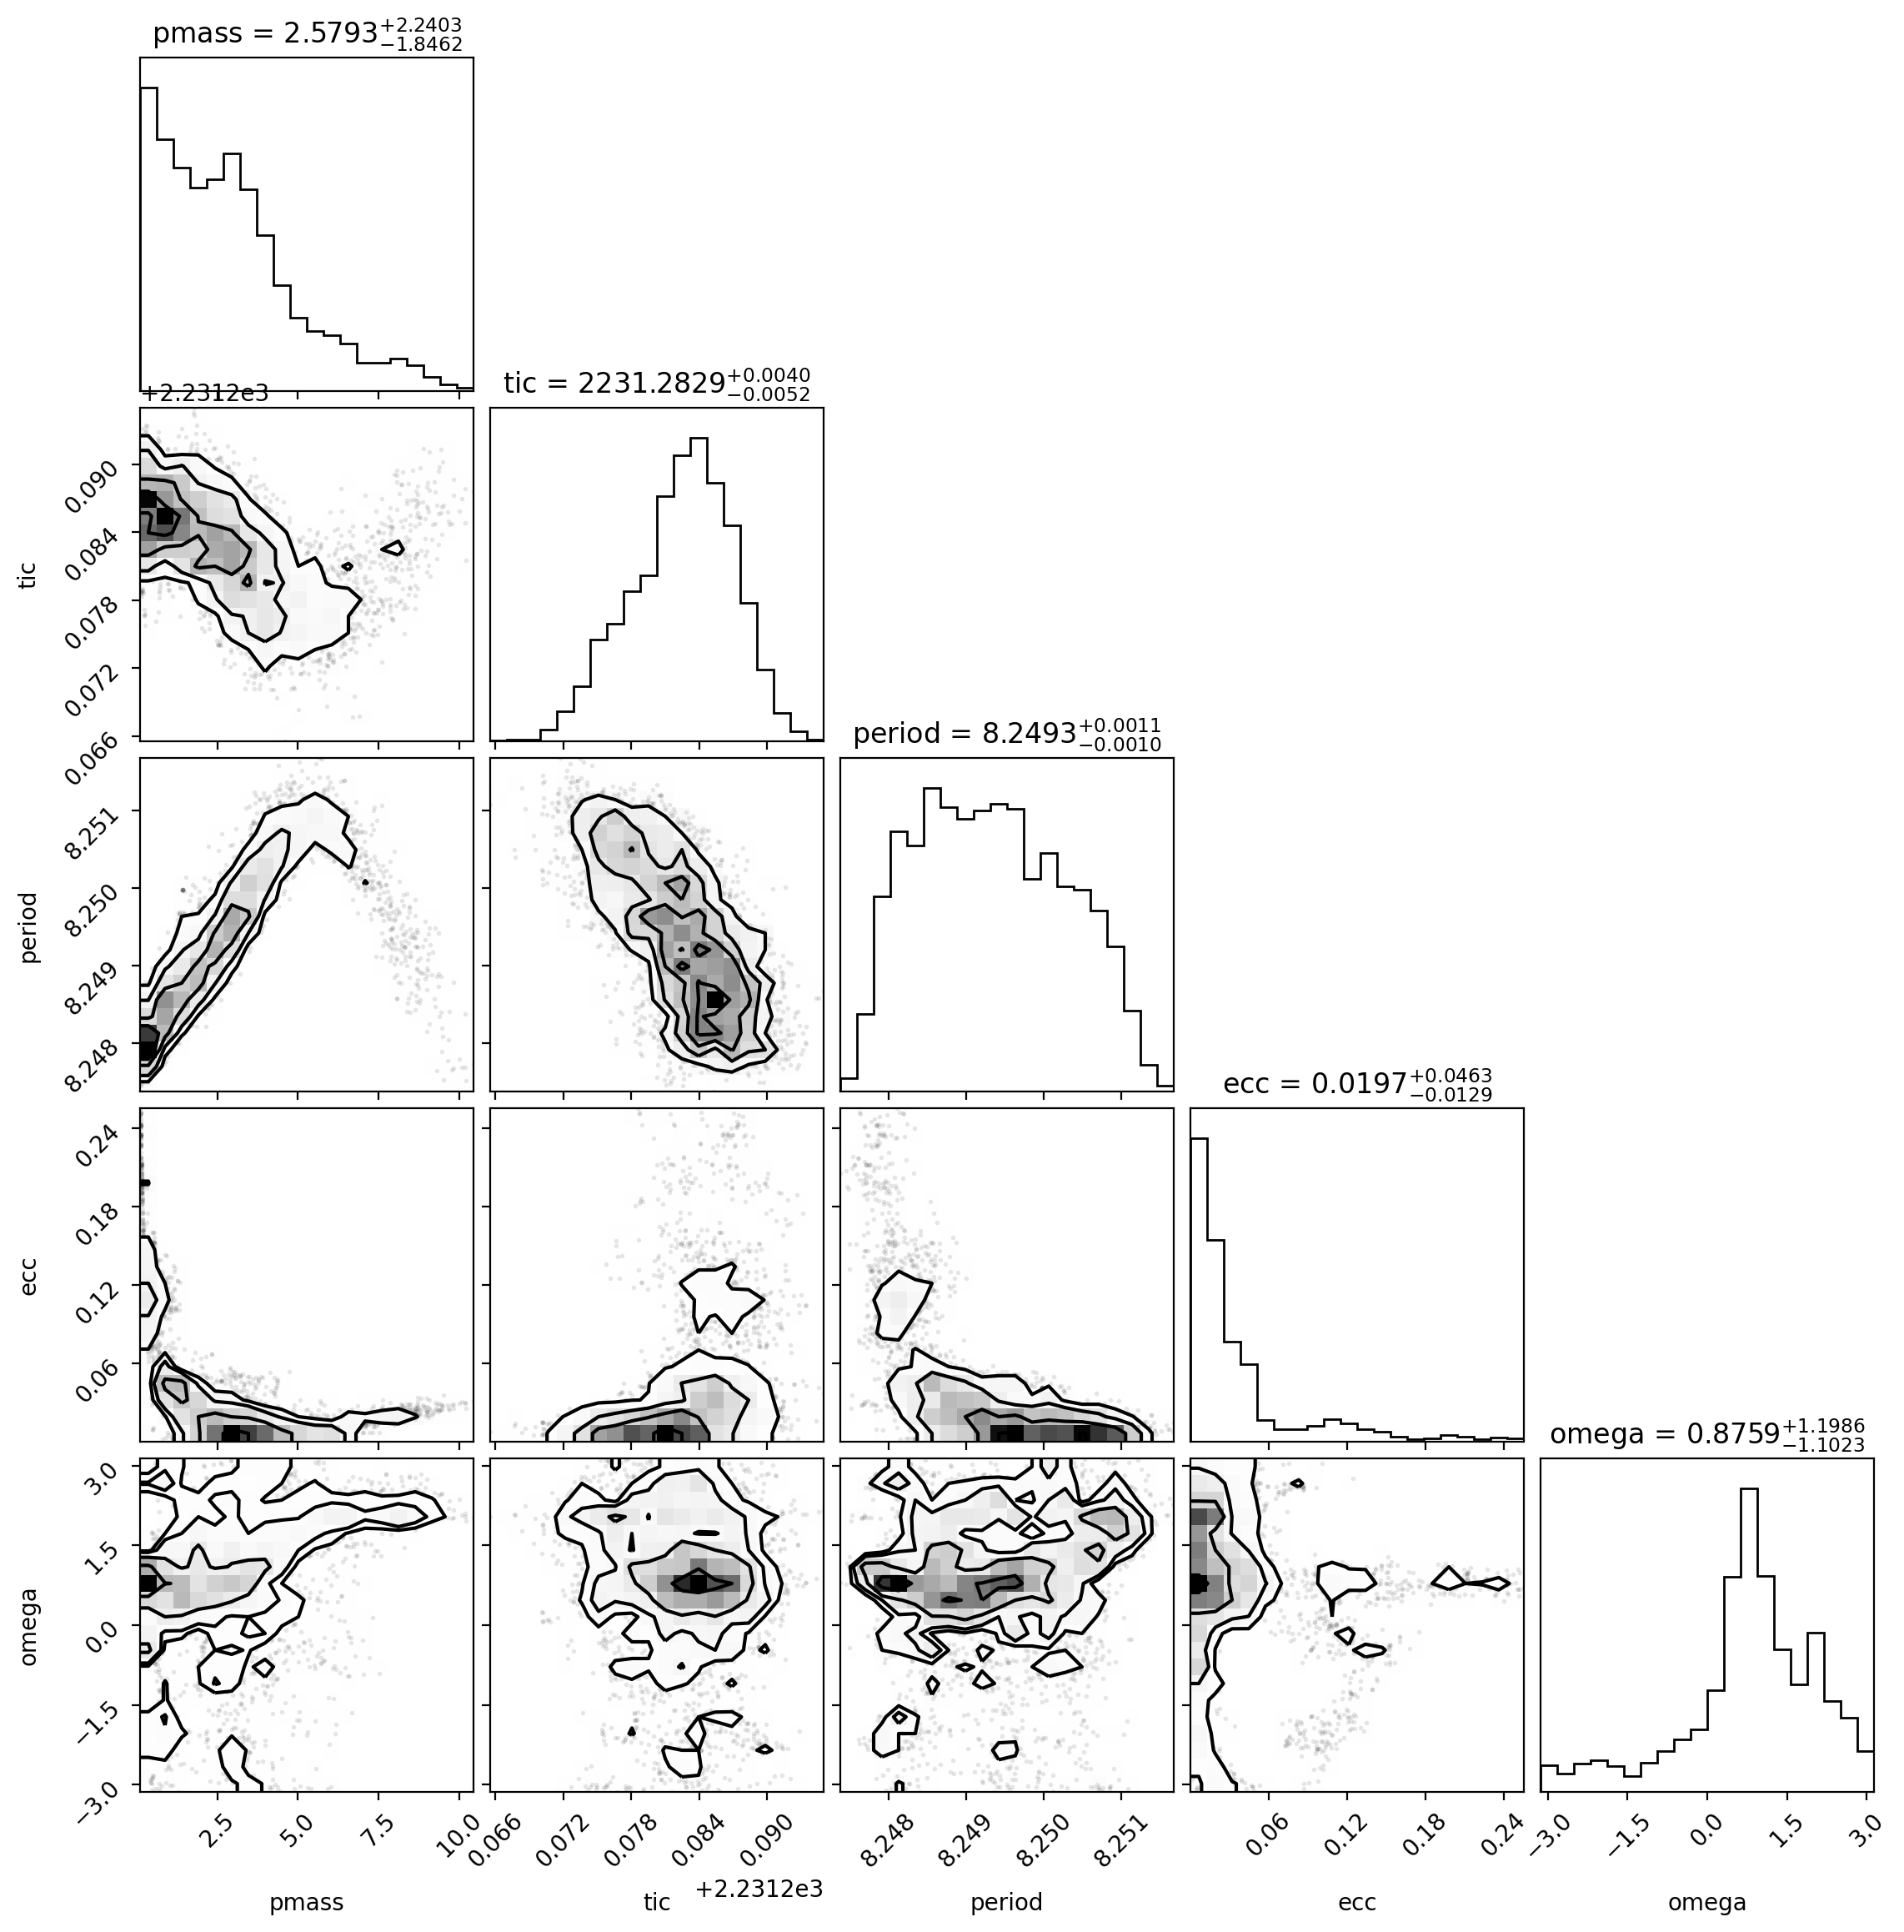 pmass = 2.5793+2.2403 −1.8462
+2.2312e3
tic = 2231.2829+0.0040 −0.0052
tic
0.090
0.084
0.078
0.072
0.066
period = 8.2493+0.0011 −0.0010
period
8.251
8.250
8.249
8.248
ecc = 0.0197+0.0463 −0.0129
ecc
0.24
0.18
0.12
0.06
omega = 0.8759+1.1986 −1.1023
omega
3.0
1.5
0.0
−1.5
−3.0
2.5 5.0 7.5 10.0
0.066 0.072 0.078 0.084 0.090
8.248 8.249 8.250 8.251
0.06 0.12 0.18 0.24
−3.0 −1.5 0.0 1.5 3.0
+2.2312e3
pmass tic period ecc omega